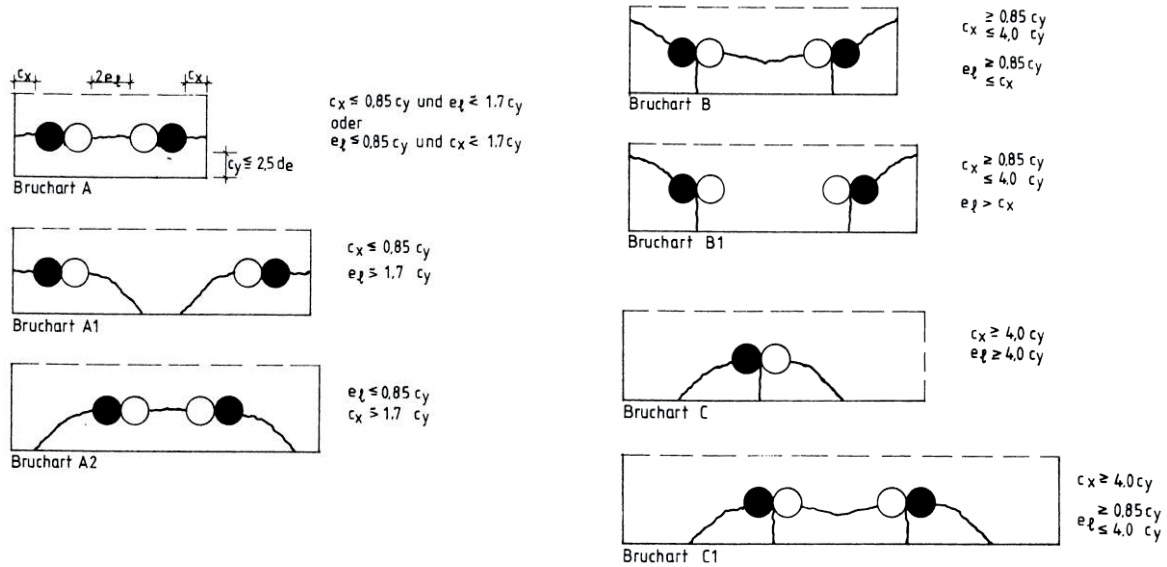 cx
2eℓ
cx
cy ≦ 2,5 de
Bruchart A
cx ≦ 0,85 cy und eℓ ≷ 1.7 cy
oder
eℓ ≦ 0,85 cy und cx ≷ 1.7 cy
Bruchart A1
cx ≦ 0,85 cy
eℓ > 1,7 cy
Bruchart A2
eℓ ≦ 0,85 cy
cx > 1.7 cy
Bruchart B
cx ≥ 0,85 cy
≤ 4,0 cy
eℓ ≥ 0,85 cy
≤ cx
Bruchart B1
cx ≥ 0,85 cy
≤ 4.0 cy
eℓ > cx
Bruchart C
cx ≥ 4,0 cy
eℓ ≥ 4,0 cy
Bruchart C1
cx ≥ 4.0 cy
eℓ ≥ 0,85 cy
≤ 4.0 cy